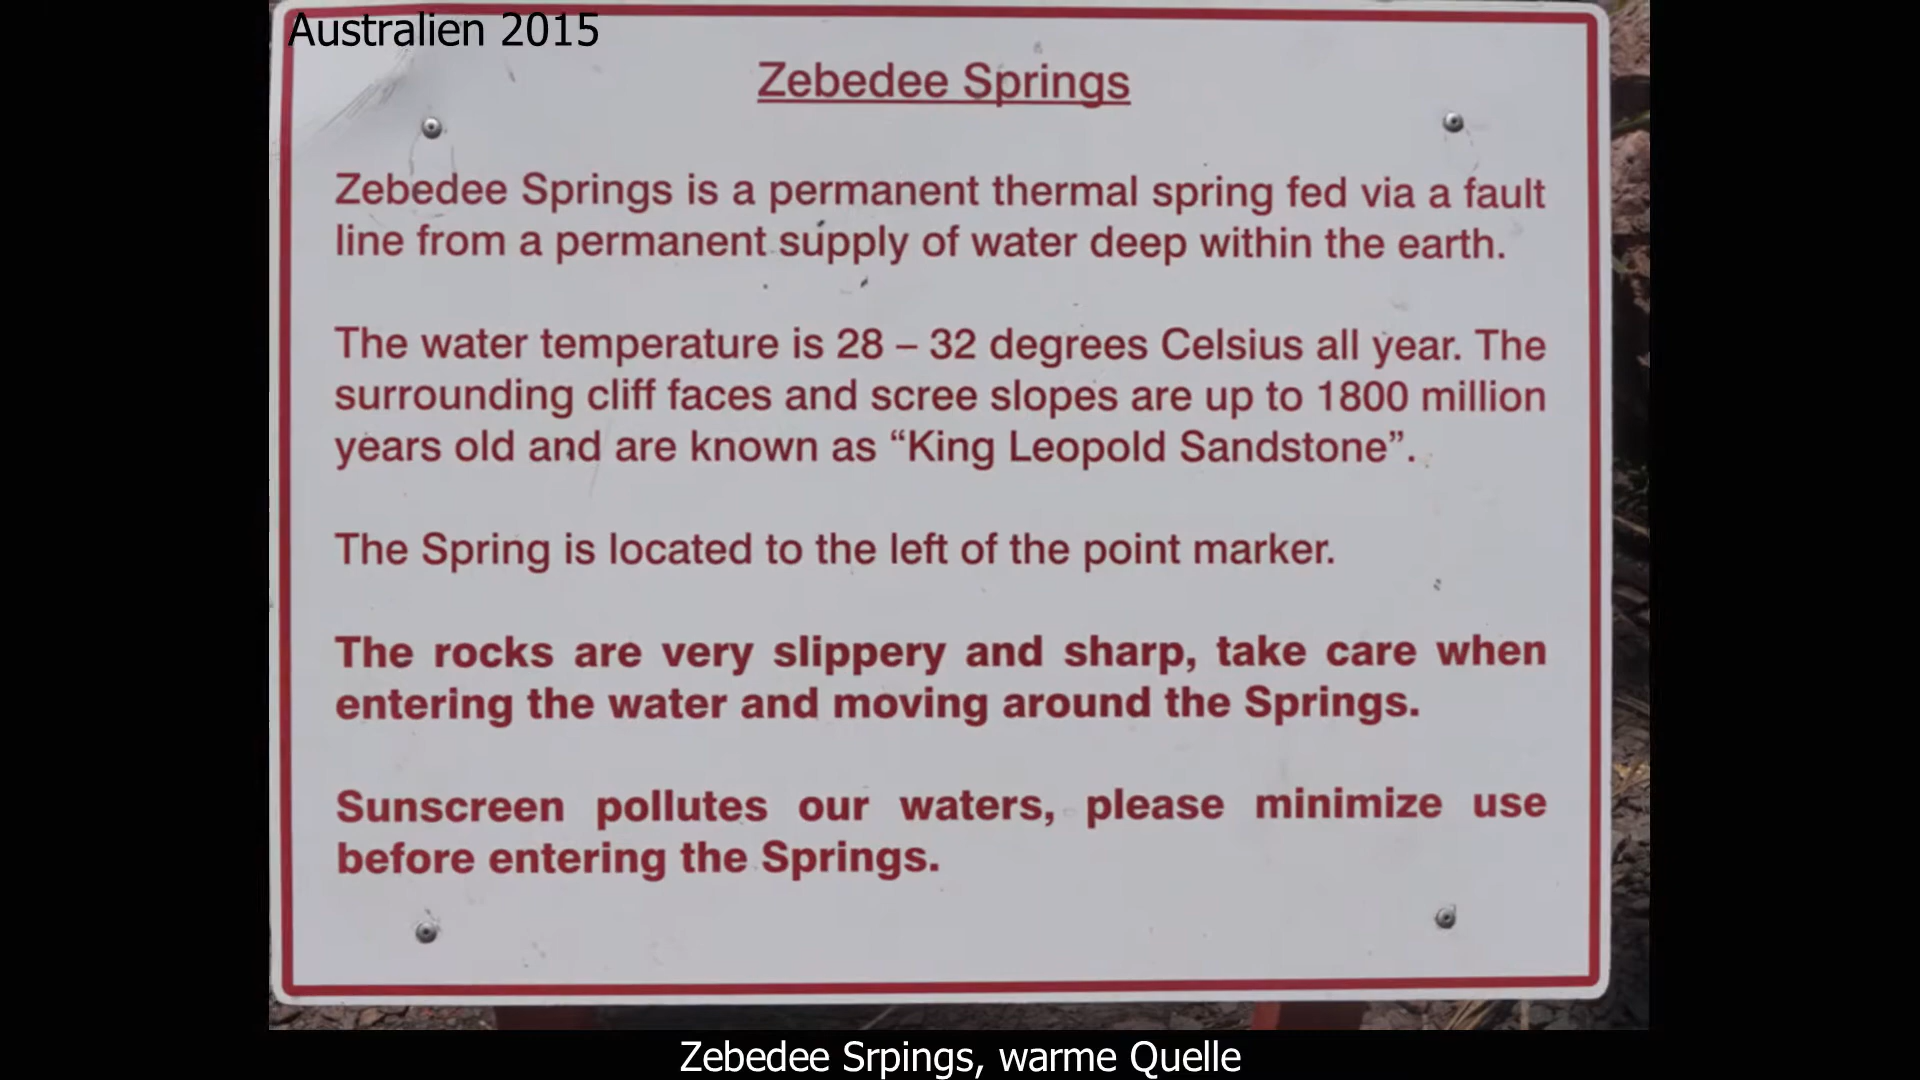 Australien 2015
Zebedee Springs
Zebedee Springs is a permanent thermal spring fed via a fault
line from a permanent supply of water deep within the earth.
The water temperature is 28 – 32 degrees Celsius all year. The
surrounding cliff faces and scree slopes are up to 1800 million
years old and are known as “King Leopold Sandstone”.
The Spring is located to the left of the point marker.
The rocks are very slippery and sharp, take care when
entering the water and moving around the Springs.
Sunscreen pollutes our waters, please minimize use
before entering the Springs.
Zebedee Srpings, warme Quelle